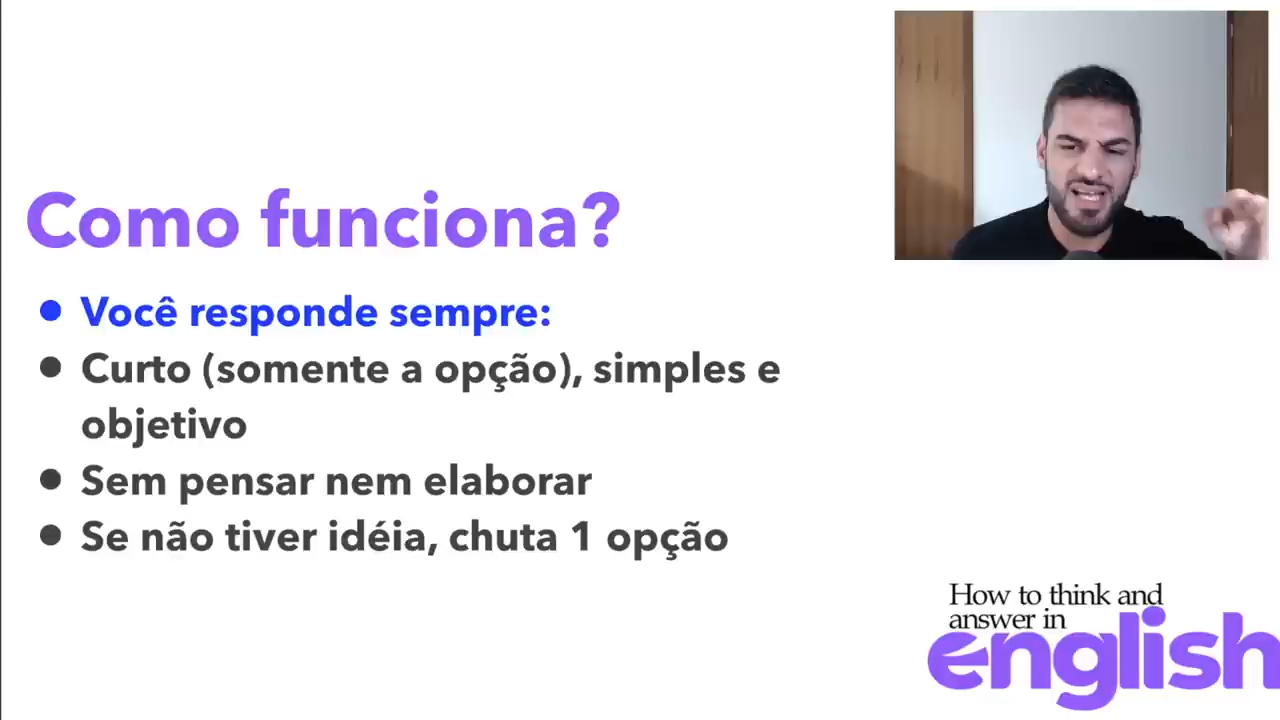 Como funciona?
Você responde sempre:
Curto (somente a opção), simples e
objetivo
Sem pensar nem elaborar
Se não tiver idéia, chuta 1 opção
How to think and
answer in
english